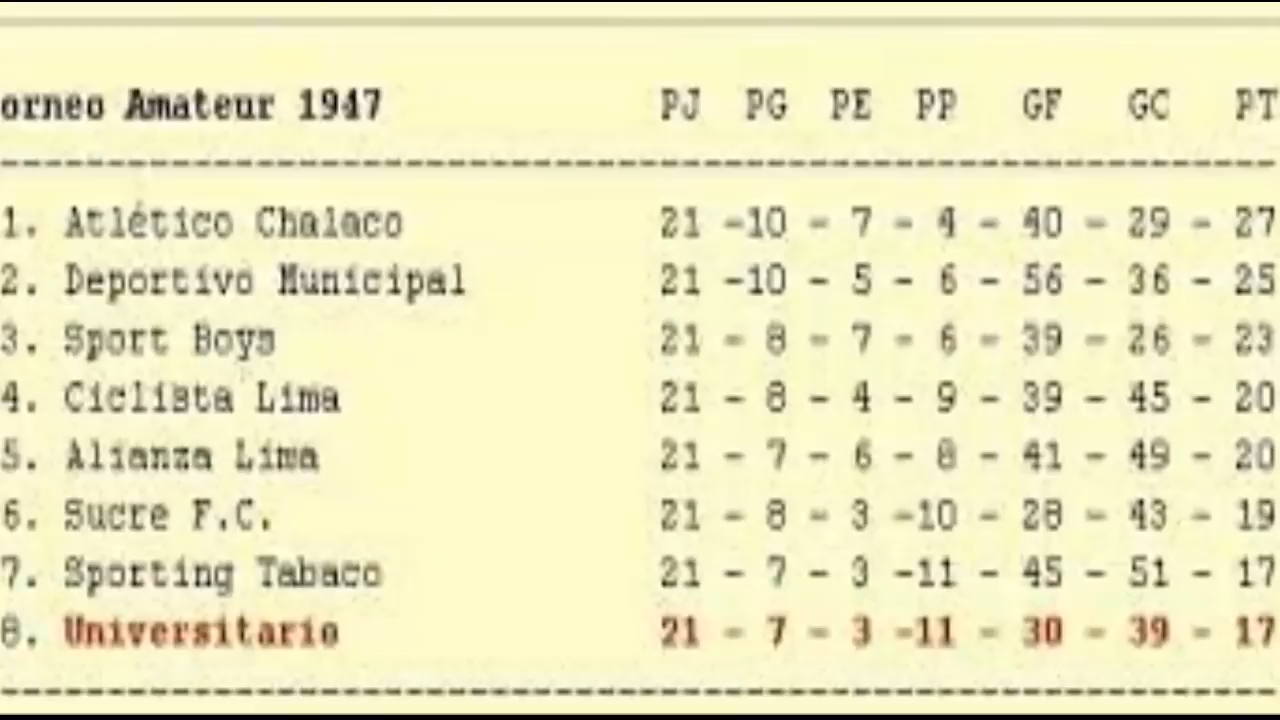 orneo Amateur 1947 PJ PG PE PP GF GC PT
1. Atlético Chalaco 21 -10 - 7 - 4 - 40 - 29 - 27
2. Deportivo Municipal 21 -10 - 5 - 6 - 56 - 36 - 25
3. Sport Boys 21 - 8 - 7 - 6 - 39 - 26 - 23
4. Ciclista Lima 21 - 8 - 4 - 9 - 39 - 45 - 20
5. Alianza Lima 21 - 7 - 6 - 8 - 41 - 49 - 20
6. Sucre F.C. 21 - 8 - 3 -10 - 28 - 43 - 19
7. Sporting Tabaco 21 - 7 - 3 -11 - 45 - 51 - 17
8. Universitario 21 - 7 - 3 -11 - 30 - 39 - 17